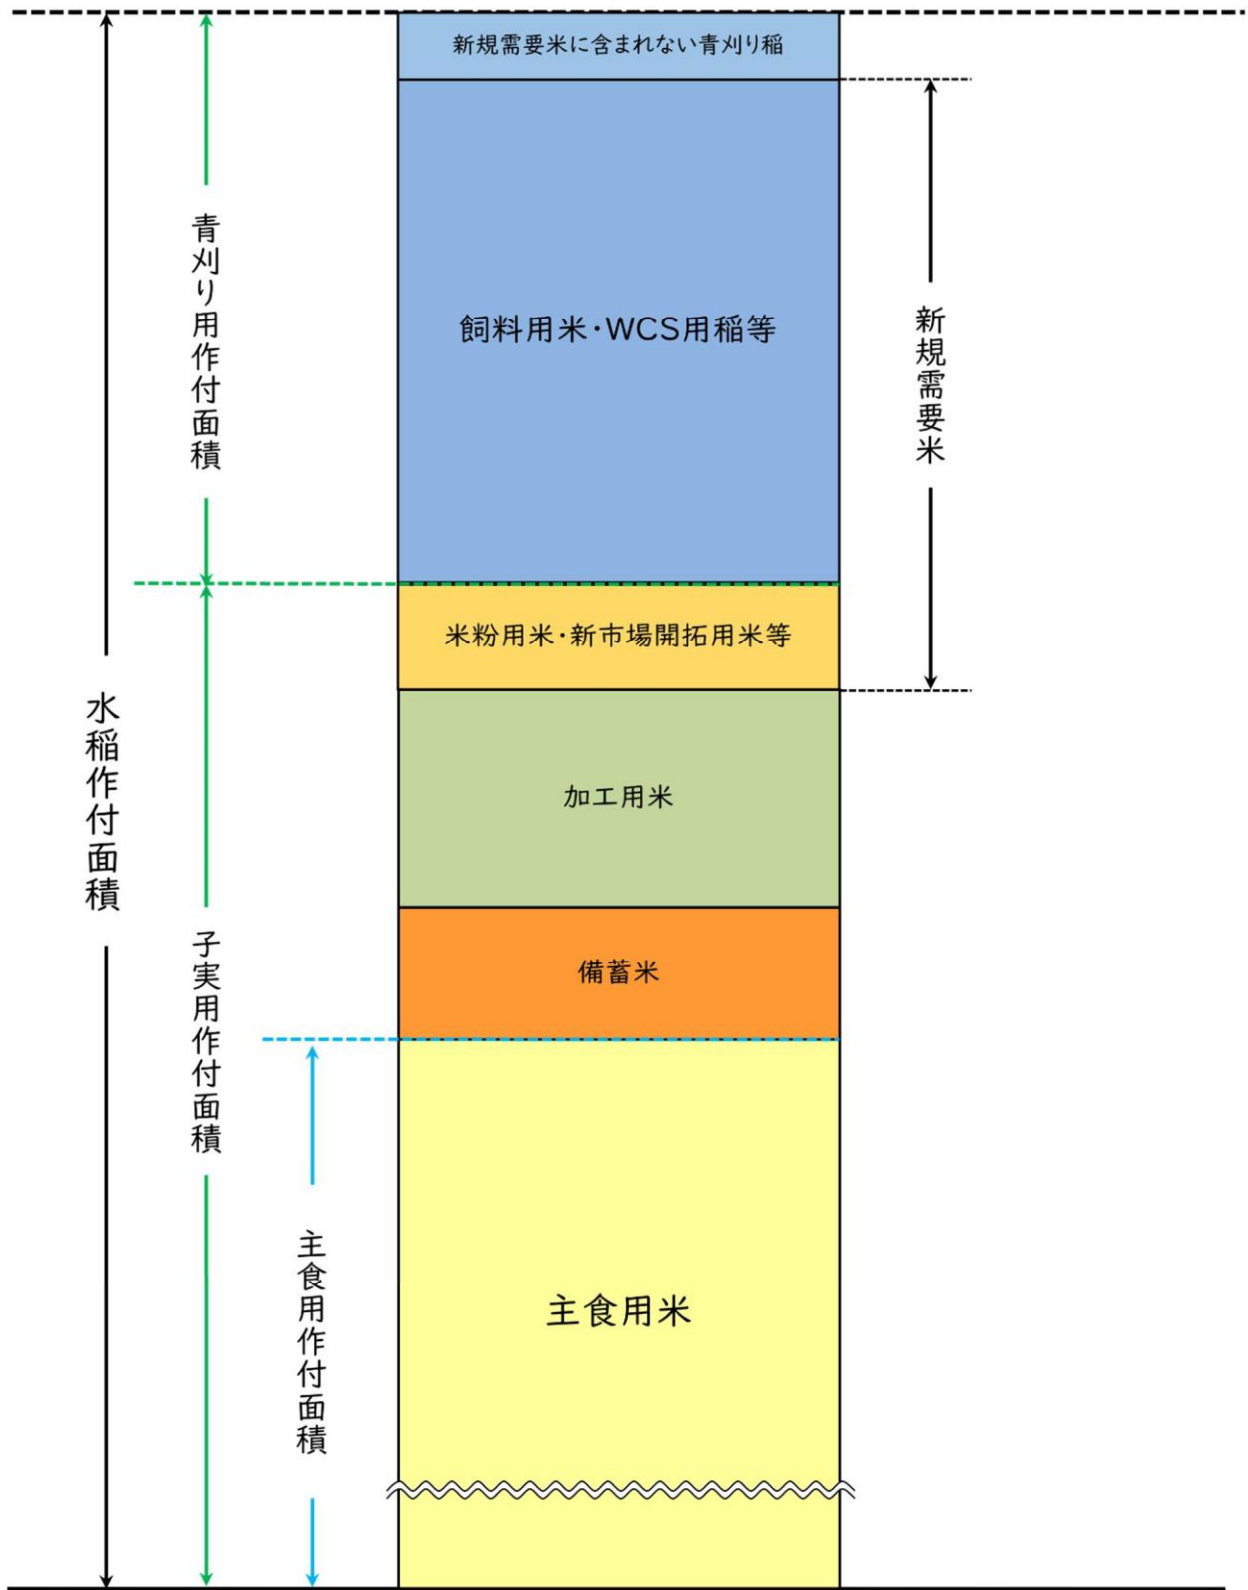 新規需要米に含まれない青刈り稲
飼料用米・WCS用稲等
米粉用米・新市場開拓用米等
加工用米
備蓄米
主食用米
水稲作付面積
青刈り用作付面積
子実用作付面積
主食用作付面積
新規需要米